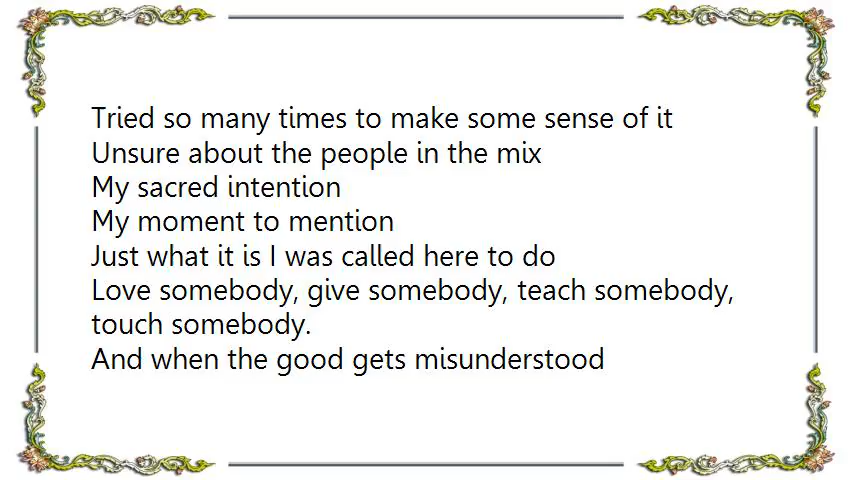 Tried so many times to make some sense of it
Unsure about the people in the mix
My sacred intention
My moment to mention
Just what it is I was called here to do
Love somebody, give somebody, teach somebody,
touch somebody.
And when the good gets misunderstood